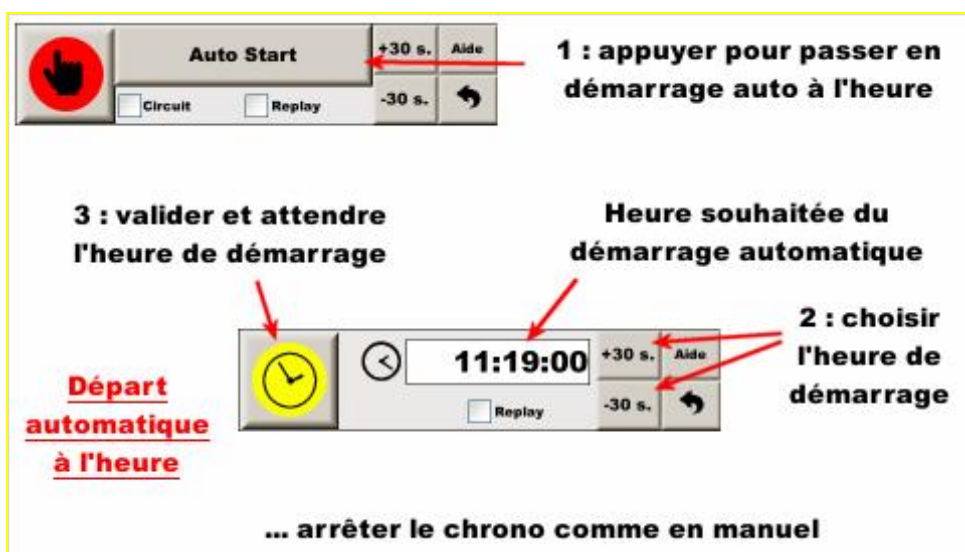 Auto Start
+30 s.
Aide
Circuit
Replay
-30 s.
1 : appuyer pour passer en
démarrage auto à l'heure
3 : valider et attendre
l'heure de démarrage
Heure souhaitée du
démarrage automatique
11:19:00
+30 s.
Aide
Replay
-30 s.
2 : choisir
l'heure de
démarrage
Départ
automatique
à l'heure
... arrêter le chrono comme en manuel